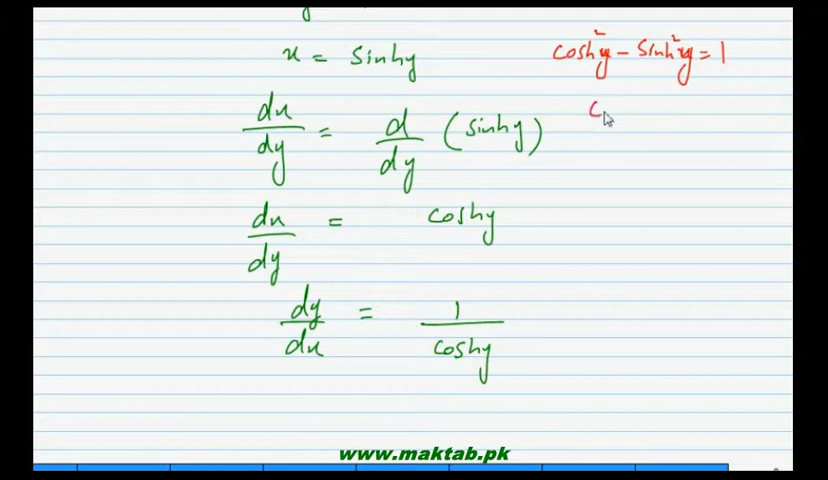 x = sinhy
cosh²y - sinh²y = 1
dx/dy = d/dy (sinhy)
c
dx/dy = coshy
dy/dx = 1/coshy
www.maktab.pk